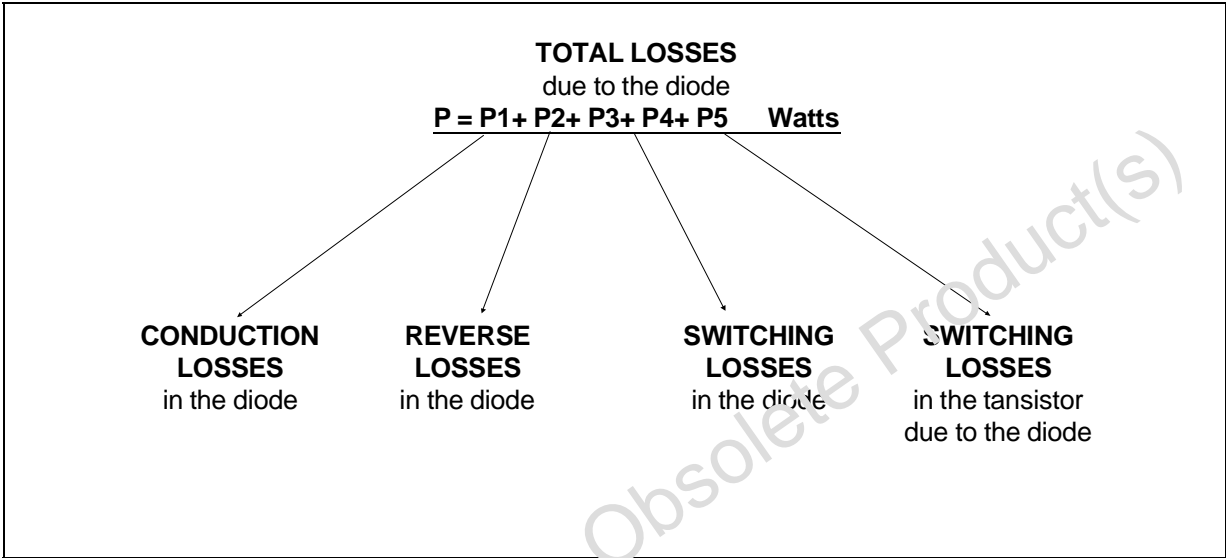 TOTAL LOSSES
due to the diode
P = P1+ P2+ P3+ P4+ P5 Watts
CONDUCTION
LOSSES
in the diode
REVERSE
LOSSES
in the diode
SWITCHING
LOSSES
in the diode
SWITCHING
LOSSES
in the tansistor
due to the diode
Obsolete Product(s)